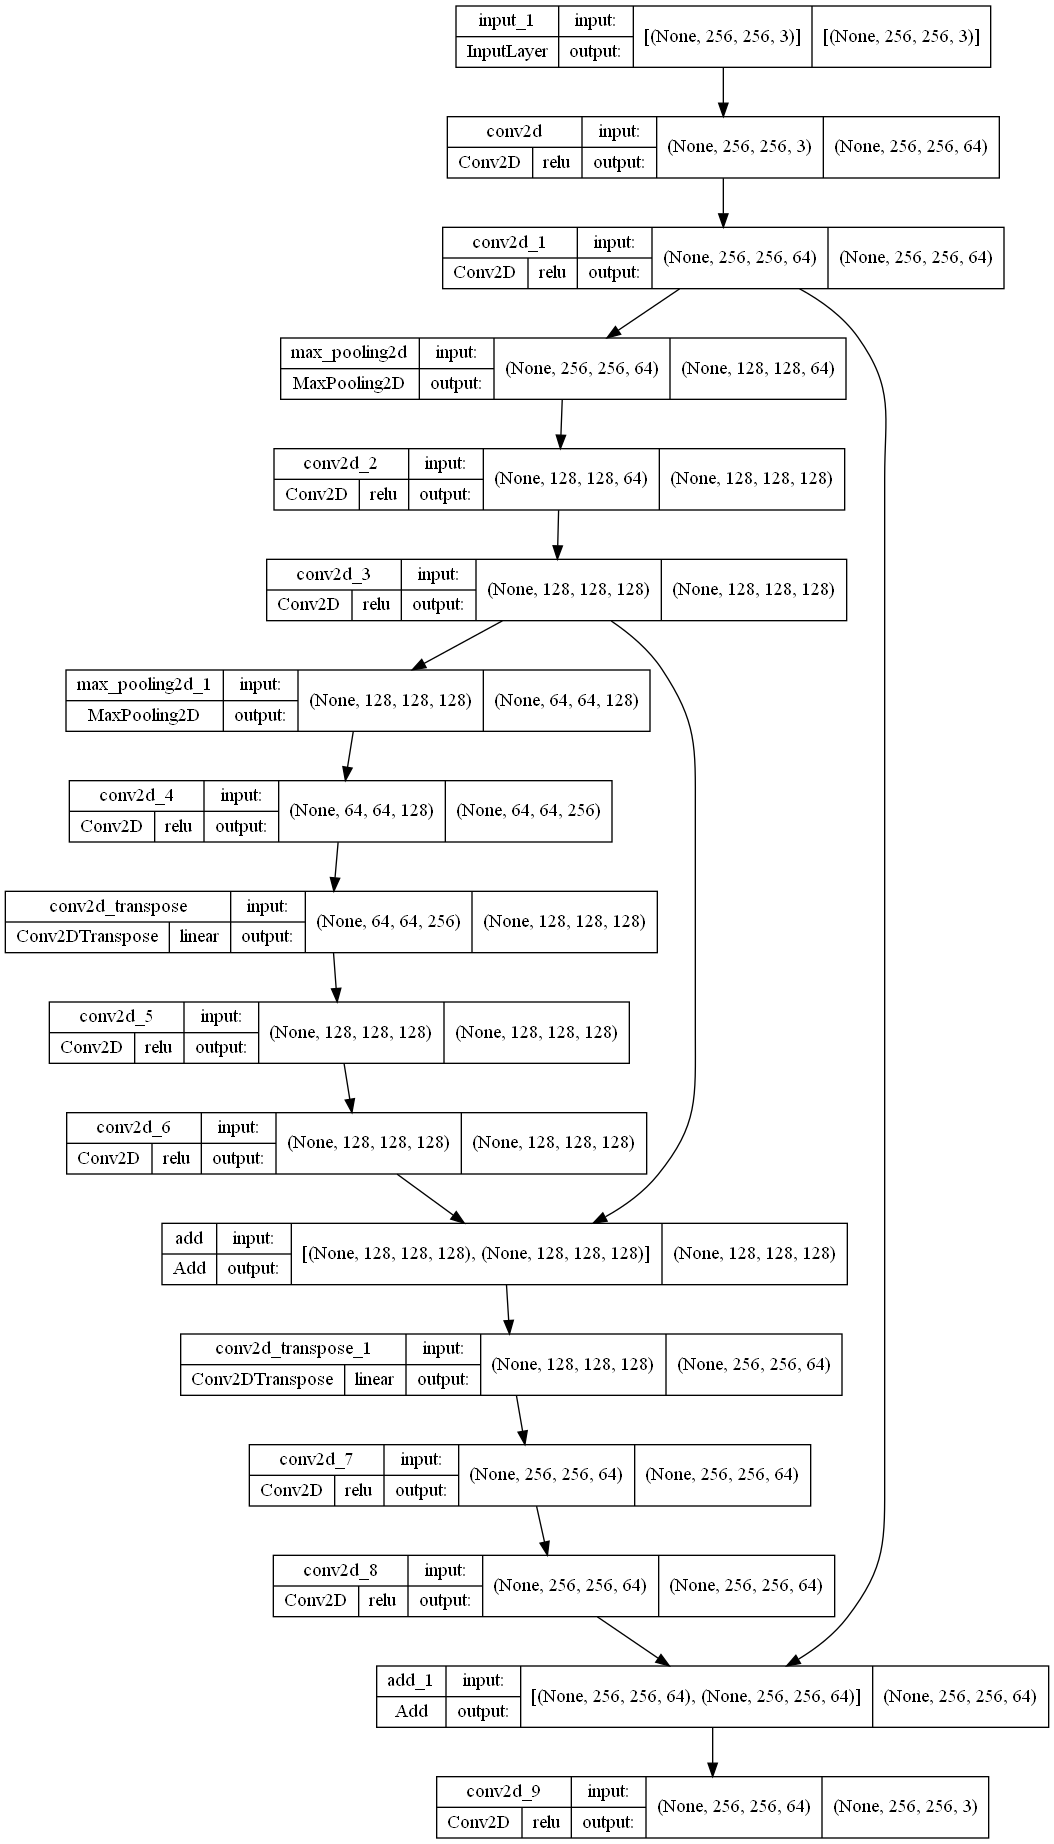 input_1 input: [(None, 256, 256, 3)] [(None, 256, 256, 3)]
InputLayer output:
conv2d input: (None, 256, 256, 3) (None, 256, 256, 64)
Conv2D relu output:
conv2d_1 input: (None, 256, 256, 64) (None, 256, 256, 64)
Conv2D relu output:
max_pooling2d input: (None, 256, 256, 64) (None, 128, 128, 64)
MaxPooling2D output:
conv2d_2 input: (None, 128, 128, 64) (None, 128, 128, 128)
Conv2D relu output:
conv2d_3 input: (None, 128, 128, 128) (None, 128, 128, 128)
Conv2D relu output:
max_pooling2d_1 input: (None, 128, 128, 128) (None, 64, 64, 128)
MaxPooling2D output:
conv2d_4 input: (None, 64, 64, 128) (None, 64, 64, 256)
Conv2D relu output:
conv2d_transpose input: (None, 64, 64, 256) (None, 128, 128, 128)
Conv2DTranspose linear output:
conv2d_5 input: (None, 128, 128, 128) (None, 128, 128, 128)
Conv2D relu output:
conv2d_6 input: (None, 128, 128, 128) (None, 128, 128, 128)
Conv2D relu output:
add input: [(None, 128, 128, 128), (None, 128, 128, 128)] (None, 128, 128, 128)
Add output:
conv2d_transpose_1 input: (None, 128, 128, 128) (None, 256, 256, 64)
Conv2DTranspose linear output:
conv2d_7 input: (None, 256, 256, 64) (None, 256, 256, 64)
Conv2D relu output:
conv2d_8 input: (None, 256, 256, 64) (None, 256, 256, 64)
Conv2D relu output:
add_1 input: [(None, 256, 256, 64), (None, 256, 256, 64)] (None, 256, 256, 64)
Add output:
conv2d_9 input: (None, 256, 256, 64) (None, 256, 256, 3)
Conv2D relu output: